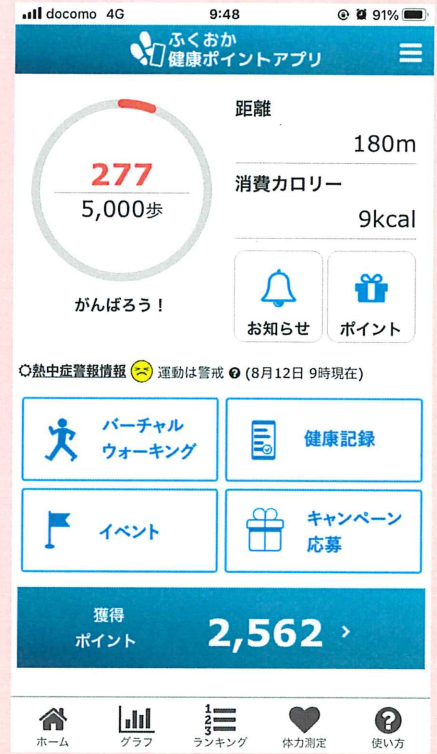 docomo 4G 9:48 91%
ふくおか
健康ポイントアプリ
277
5,000歩
がんばろう！
距離
180m
消費カロリー
9kcal
お知らせ
ポイント
熱中症警報情報 運動は警戒 ? (8月12日 9時現在)
バーチャル
ウォーキング
健康記録
イベント
キャンペーン
応募
獲得
ポイント
2,562 >
ホーム
グラフ
1
2
3
ランキング
体力測定
?
使い方